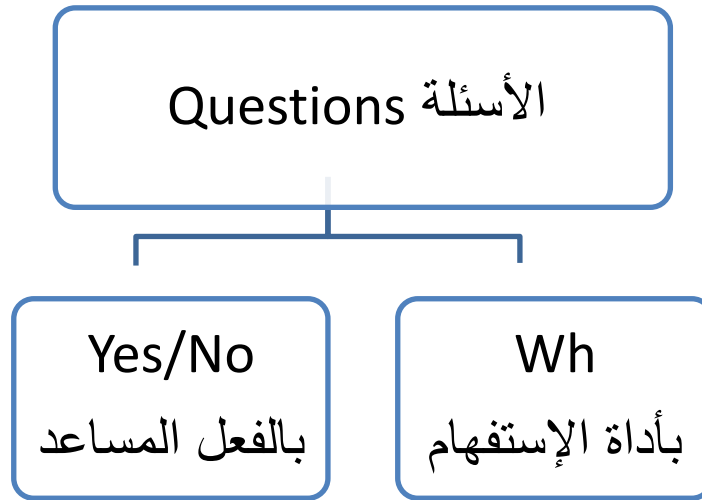 الأسئلة Questions
Yes/No
بالفعل المساعد
Wh
بأداة الإستفهام